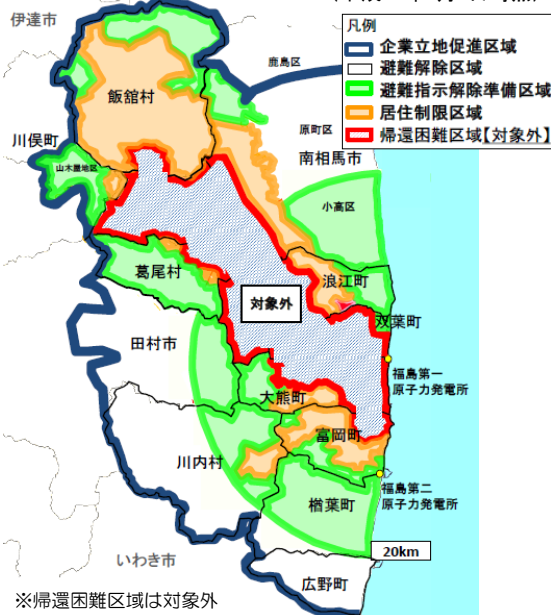 伊達市
凡例
企業立地促進区域
避難解除区域
避難指示解除準備区域
居住制限区域
帰還困難区域【対象外】
鹿島区
飯舘村
原町区
川俣町
南相馬市
山木屋地区
小高区
葛尾村
浪江町
対象外
双葉町
田村市
福島第一
原子力発電所
大熊町
富岡町
川内村
福島第二
原子力発電所
楢葉町
20km
いわき市
広野町
※帰還困難区域は対象外